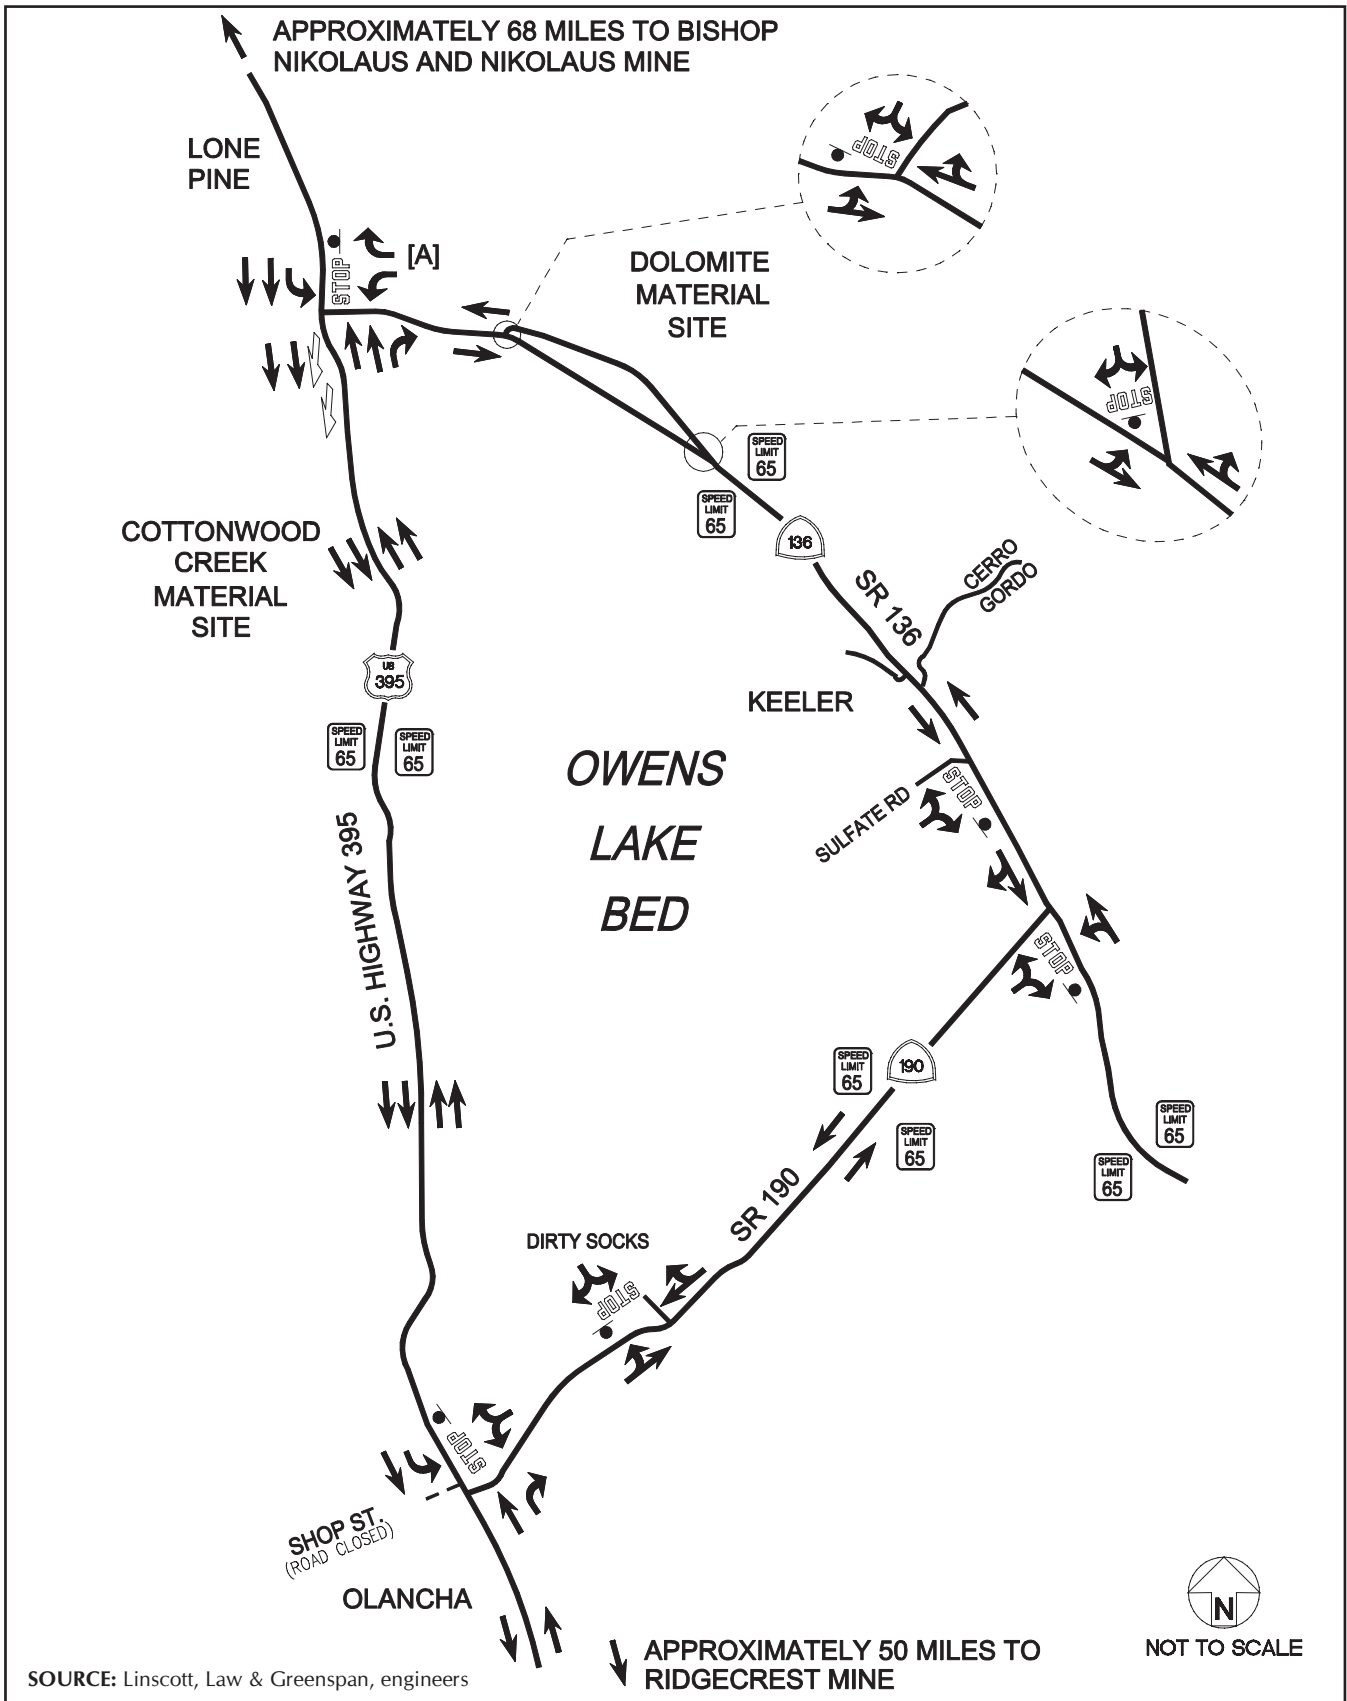 APPROXIMATELY 68 MILES TO BISHOP
NIKOLAUS AND NIKOLAUS MINE
LONE
PINE
STOP
[A]
STOP
DOLOMITE
MATERIAL
SITE
STOP
SPEED
LIMIT
65
SPEED
LIMIT
65
136
COTTONWOOD
CREEK
MATERIAL
SITE
CERRO
GORDO
SR 136
US
395
KEELER
SPEED
LIMIT
65
SPEED
LIMIT
65
OWENS
LAKE
BED
STOP
SULFATE RD
U.S. HIGHWAY 395
STOP
190
SPEED
LIMIT
65
SPEED
LIMIT
65
SPEED
LIMIT
65
SPEED
LIMIT
65
SR 190
DIRTY SOCKS
STOP
STOP
SHOP ST.
(ROAD CLOSED)
OLANCHA
N
NOT TO SCALE
APPROXIMATELY 50 MILES TO
RIDGECREST MINE
SOURCE: Linscott, Law & Greenspan, engineers